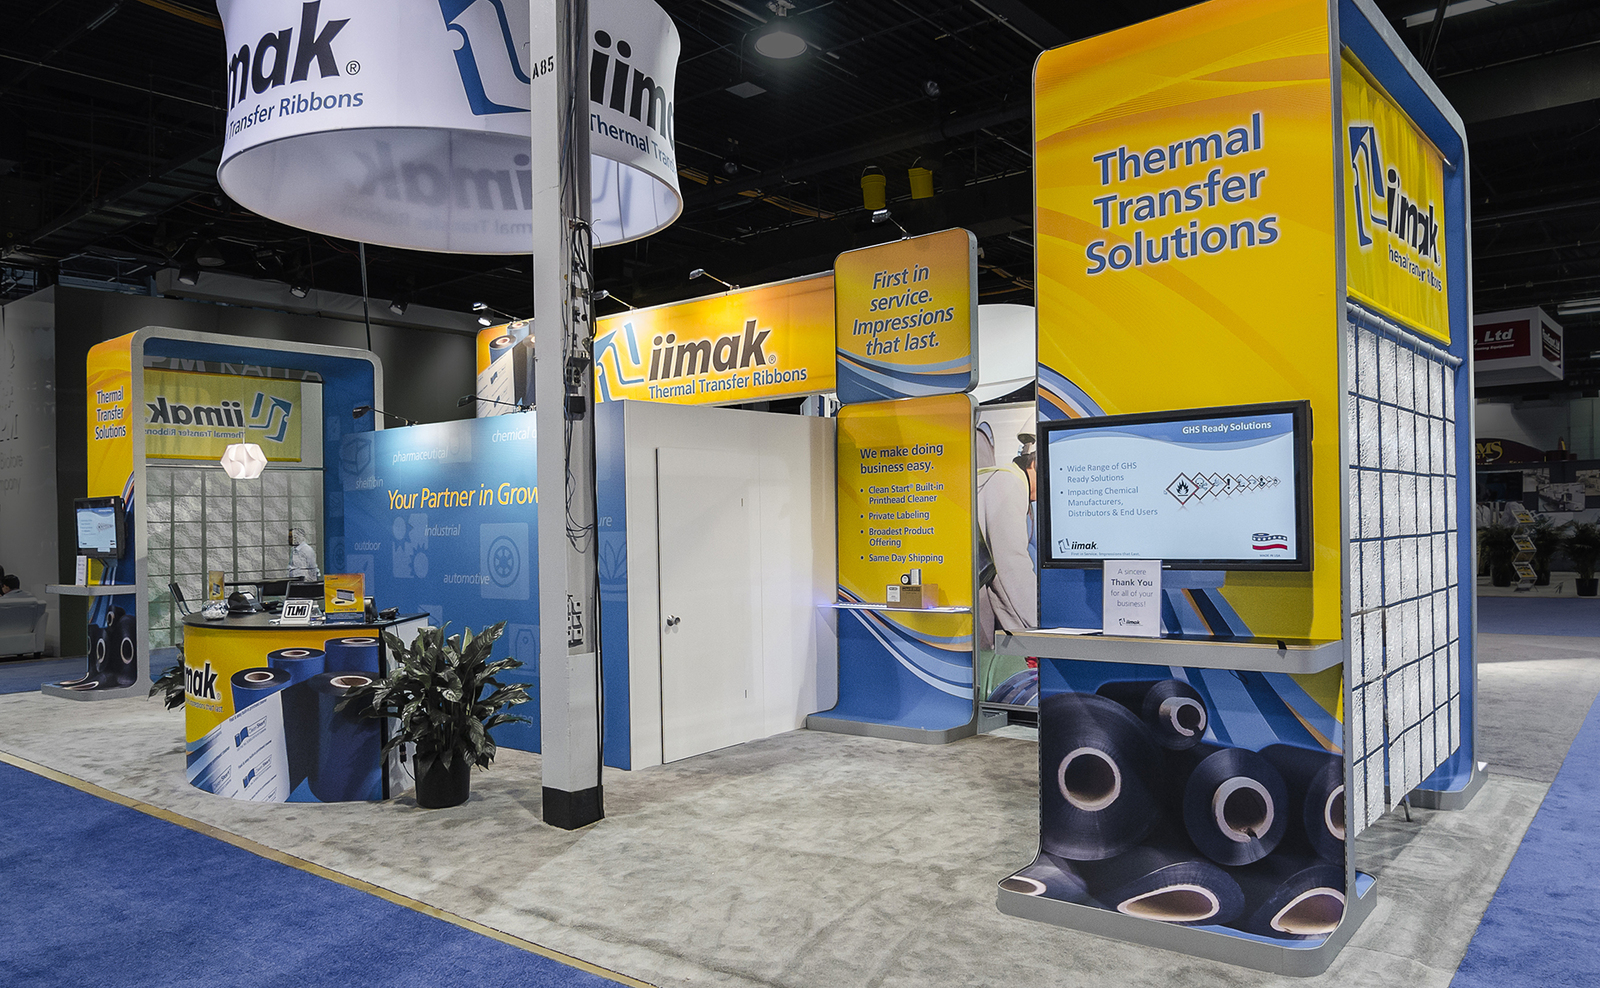 mak®
Transfer Ribbons
iim
Thermal
A85
Thermal
Transfer
Solutions
iimak®
First in
service.
Impressions
that last.
iimak®
Thermal Transfer Ribbons
Ltd
Thermal
Transfer
Solutions
iimak
Transfer Ribbons
chemical
pharmaceutical
Your Partner in Grow
industrial
outdoor
automotive
We make doing
business easy.
• Clean Start® Built-in
Printhead Cleaner
• Private Labeling
• Broadest Product
Offering
• Same Day Shipping
GHS Ready Solutions
• Wide Range of GHS
Ready Solutions
• Impacting Chemical
Manufacturers,
Distributors & End Users
iimak
A sincere
Thank You
for all of your
business!
iimak
TLMi
mak